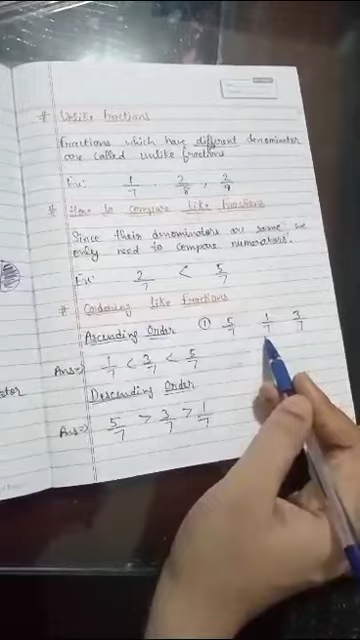 # Unlike fractions
Fractions which have different denominator
are called unlike fractions
Ex:- 1/7 , 2/8 , 2/9
# How to compare Like Fractions
Since their denominators are same, we
only need to compare numerators.
Ex:- 2/7 < 5/7
# Ordering like fractions
Ascending Order ① 5/7 1/7 3/7
Ans=> 1/7 < 3/7 < 5/7
Descending Order
Ans=> 5/7 > 3/7 > 1/7